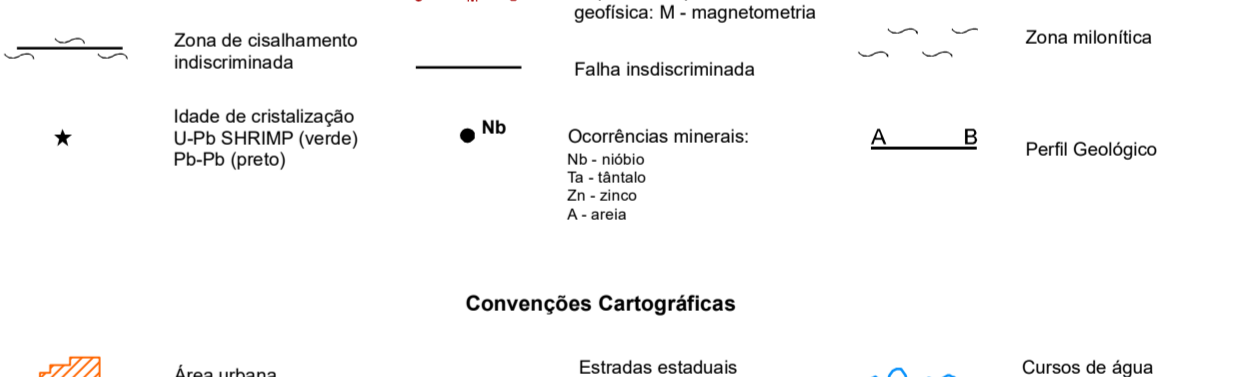 geofísica: M - magnetometria
Zona de cisalhamento
indiscriminada
Falha insdiscriminada
Zona milonítica
Idade de cristalização
U-Pb SHRIMP (verde)
Pb-Pb (preto)
Nb
Ocorrências minerais:
Nb - nióbio
Ta - tântalo
Zn - zinco
A - areia
A B
Perfil Geológico
Convenções Cartográficas
Área urbana
Estradas estaduais
Cursos de água